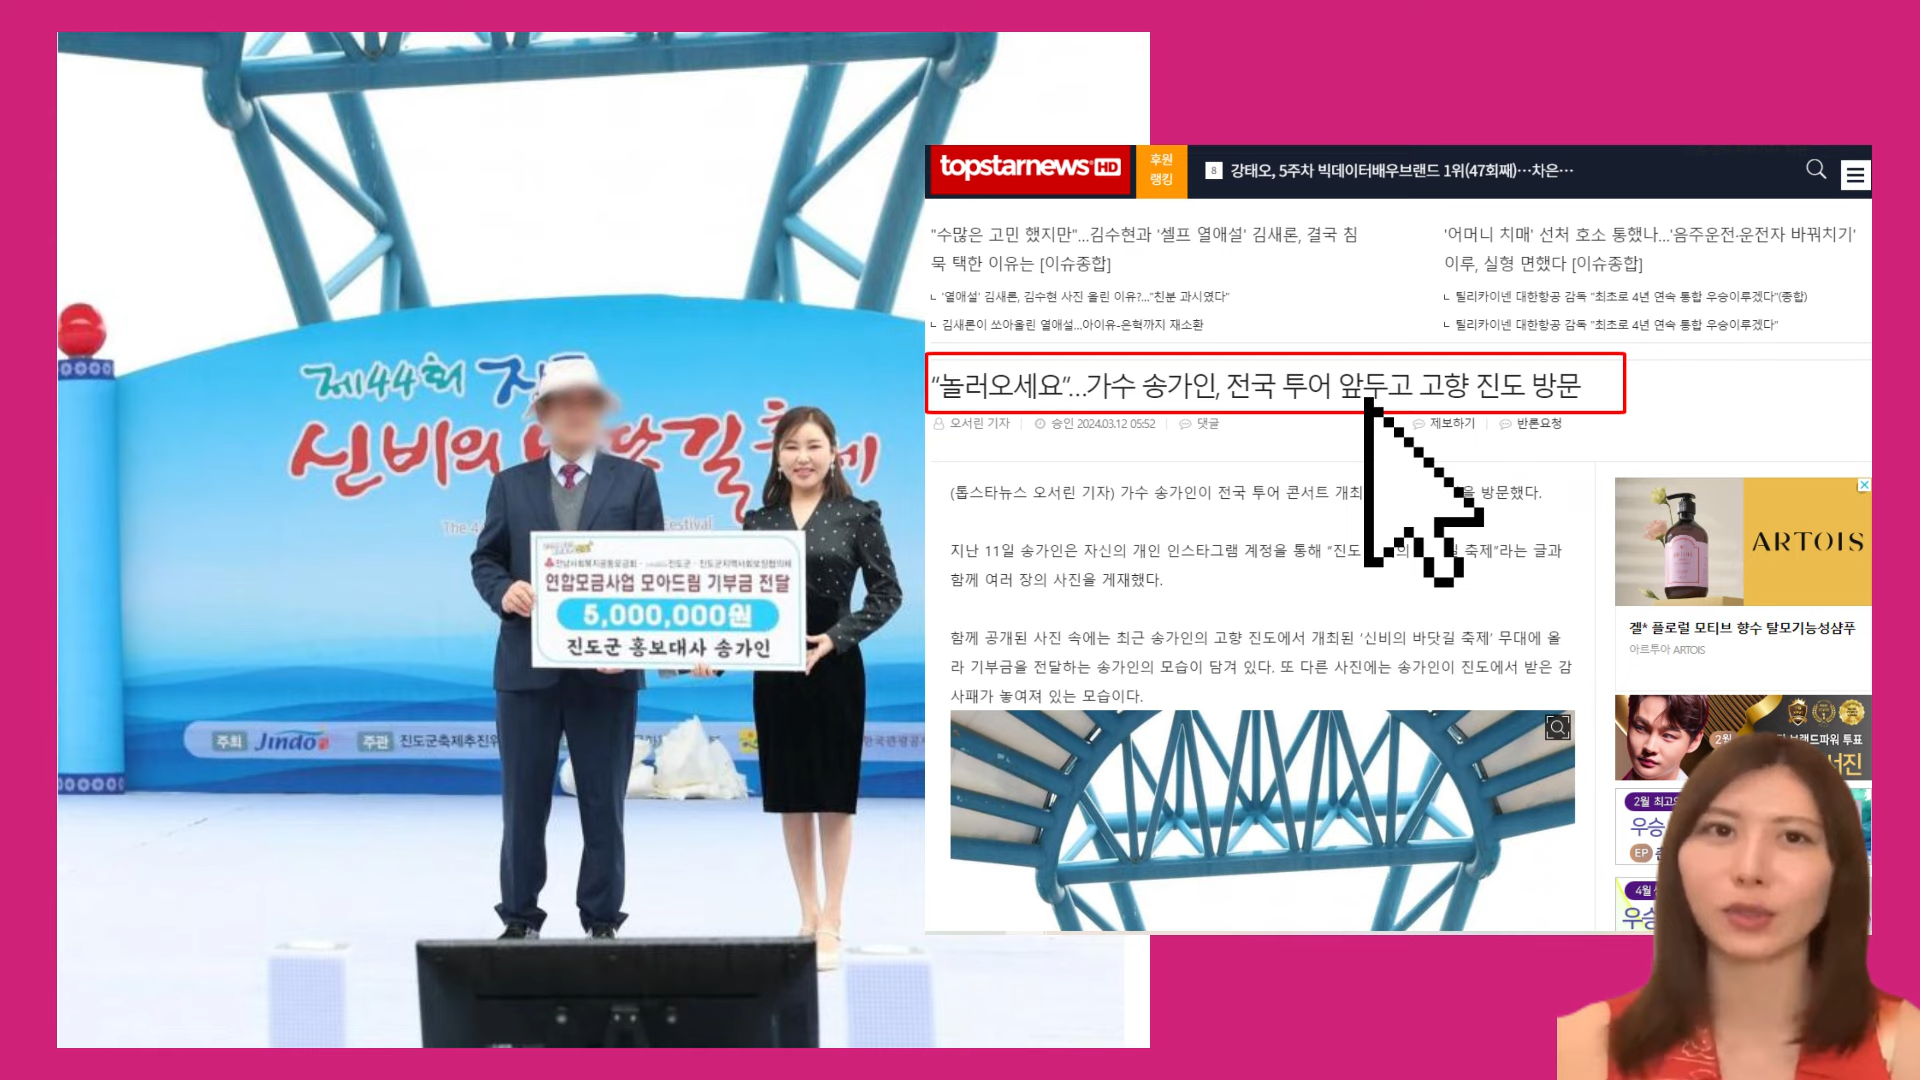 제44회
신비의
The 4
Festival
연합모금사업 모아드림 기부금 전달
5,000,000원
진도군 홍보대사 송가인
주최 Jindo
주관 진도군축제추진위
topstarnews HD
후원
랭킹
8 강태오, 5주차 빅데이터배우브랜드 1위(47회째)…차은…
"수많은 고민 했지만"...김수현과 '셀프 열애설' 김새론, 결국 침
묵 택한 이유는 [이슈종합]
ㄴ '열애설' 김새론, 김수현 사진 올린 이유?..."친분 과시였다"
ㄴ 김새론이 쏘아올린 열애설...아이유-은혁까지 재소환
'어머니 치매' 선처 호소 통했나...'음주운전·운전자 바꿔치기'
이루, 실형 면했다 [이슈종합]
ㄴ 틸리카이넨 대한항공 감독 "최초로 4년 연속 통합 우승이루겠다"(종합)
ㄴ 틸리카이넨 대한항공 감독 "최초로 4년 연속 통합 우승이루겠다"
“놀러오세요”...가수 송가인, 전국 투어 앞두고 고향 진도 방문
오서린 기자
승인 2024.03.12 05:52
댓글
제보하기
반론요청
(톱스타뉴스 오서린 기자) 가수 송가인이 전국 투어 콘서트 개최 방문했다.
지난 11일 송가인은 자신의 개인 인스타그램 계정을 통해 “진도 축제”라는 글과
함께 여러 장의 사진을 게재했다.
함께 공개된 사진 속에는 최근 송가인의 고향 진도에서 개최된 ‘신비의 바닷길 축제’ 무대에 올
라 기부금을 전달하는 송가인의 모습이 담겨 있다. 또 다른 사진에는 송가인이 진도에서 받은 감
사패가 놓여져 있는 모습이다.
ARTOIS
겔* 플로럴 모티브 향수 탈모기능성샴푸
아르투아 ARTOIS
2월
브랜드파워 투표
서진
2월 최고의
우승
EP
4월
우승